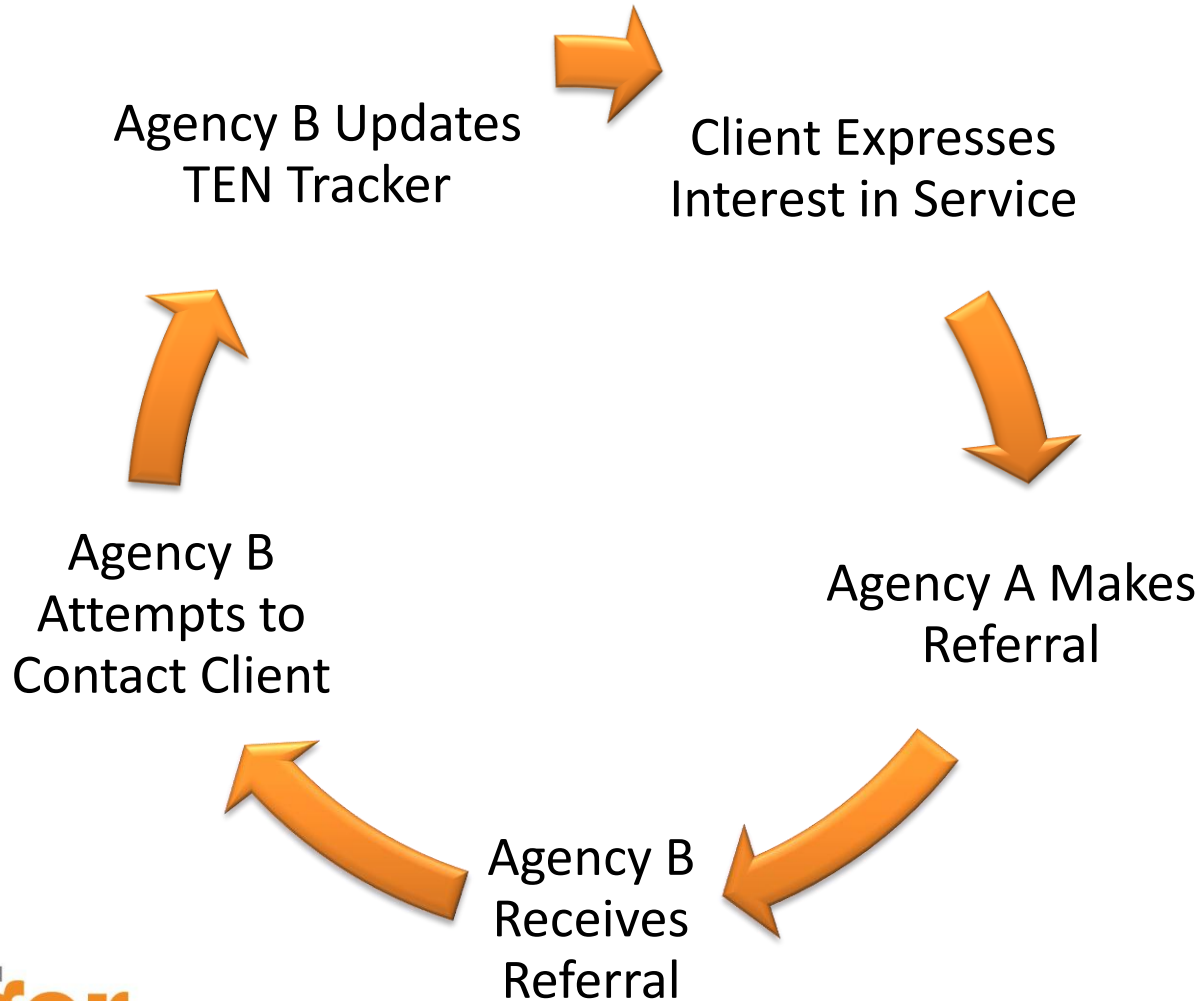 Agency B Updates
TEN Tracker
Client Expresses
Interest in Service
Agency A Makes
Referral
Agency B
Receives
Referral
Agency B
Attempts to
Contact Client